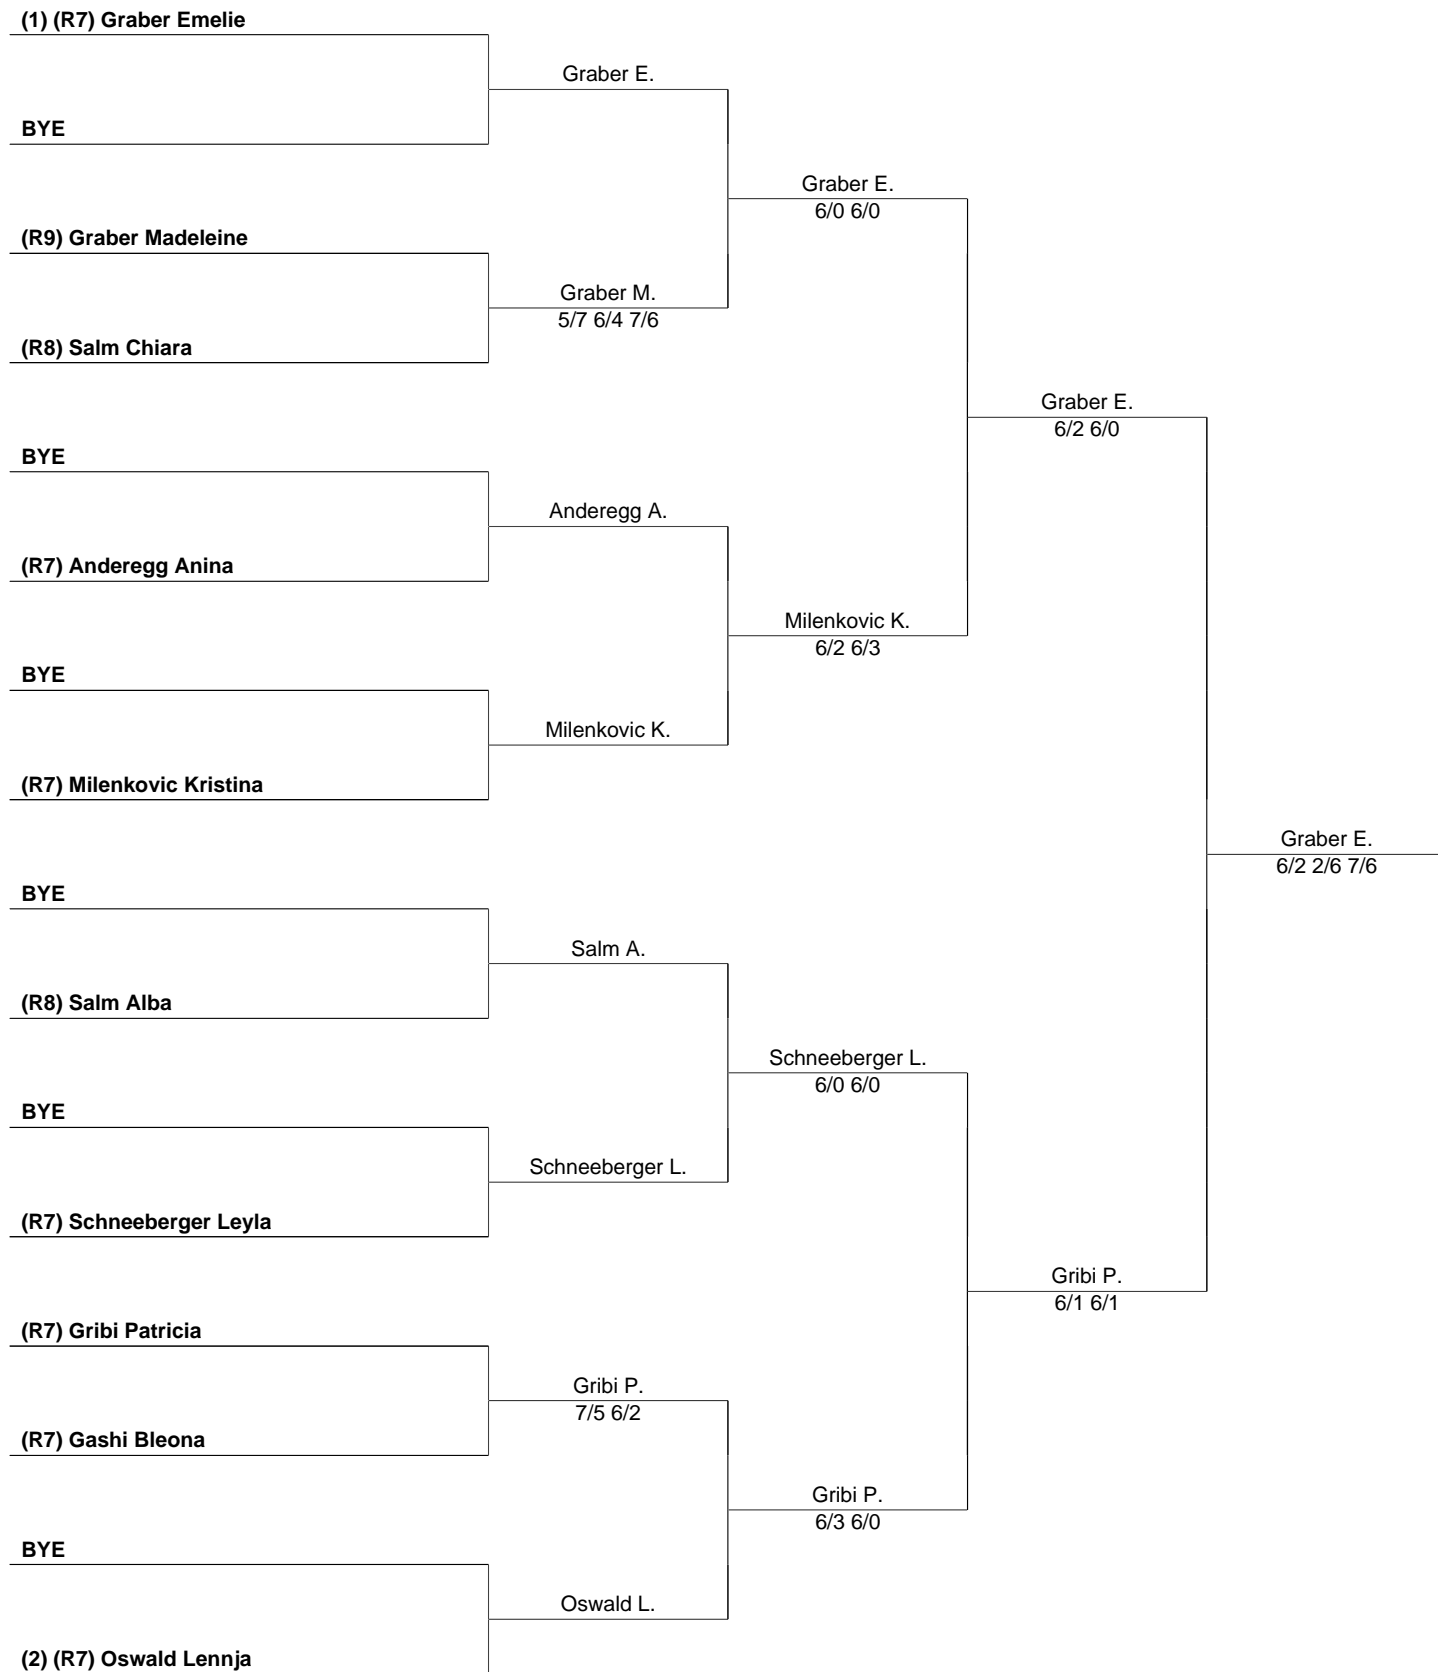 (1) (R7) Graber Emelie
Graber E.
BYE
Graber E.
6/0 6/0
(R9) Graber Madeleine
Graber M.
5/7 6/4 7/6
(R8) Salm Chiara
Graber E.
6/2 6/0
BYE
Anderegg A.
(R7) Anderegg Anina
Milenkovic K.
6/2 6/3
BYE
Milenkovic K.
(R7) Milenkovic Kristina
Graber E.
6/2 2/6 7/6
BYE
Salm A.
(R8) Salm Alba
Schneeberger L.
6/0 6/0
BYE
Schneeberger L.
(R7) Schneeberger Leyla
Gribi P.
6/1 6/1
(R7) Gribi Patricia
Gribi P.
7/5 6/2
(R7) Gashi Bleona
Gribi P.
6/3 6/0
BYE
Oswald L.
(2) (R7) Oswald Lennja